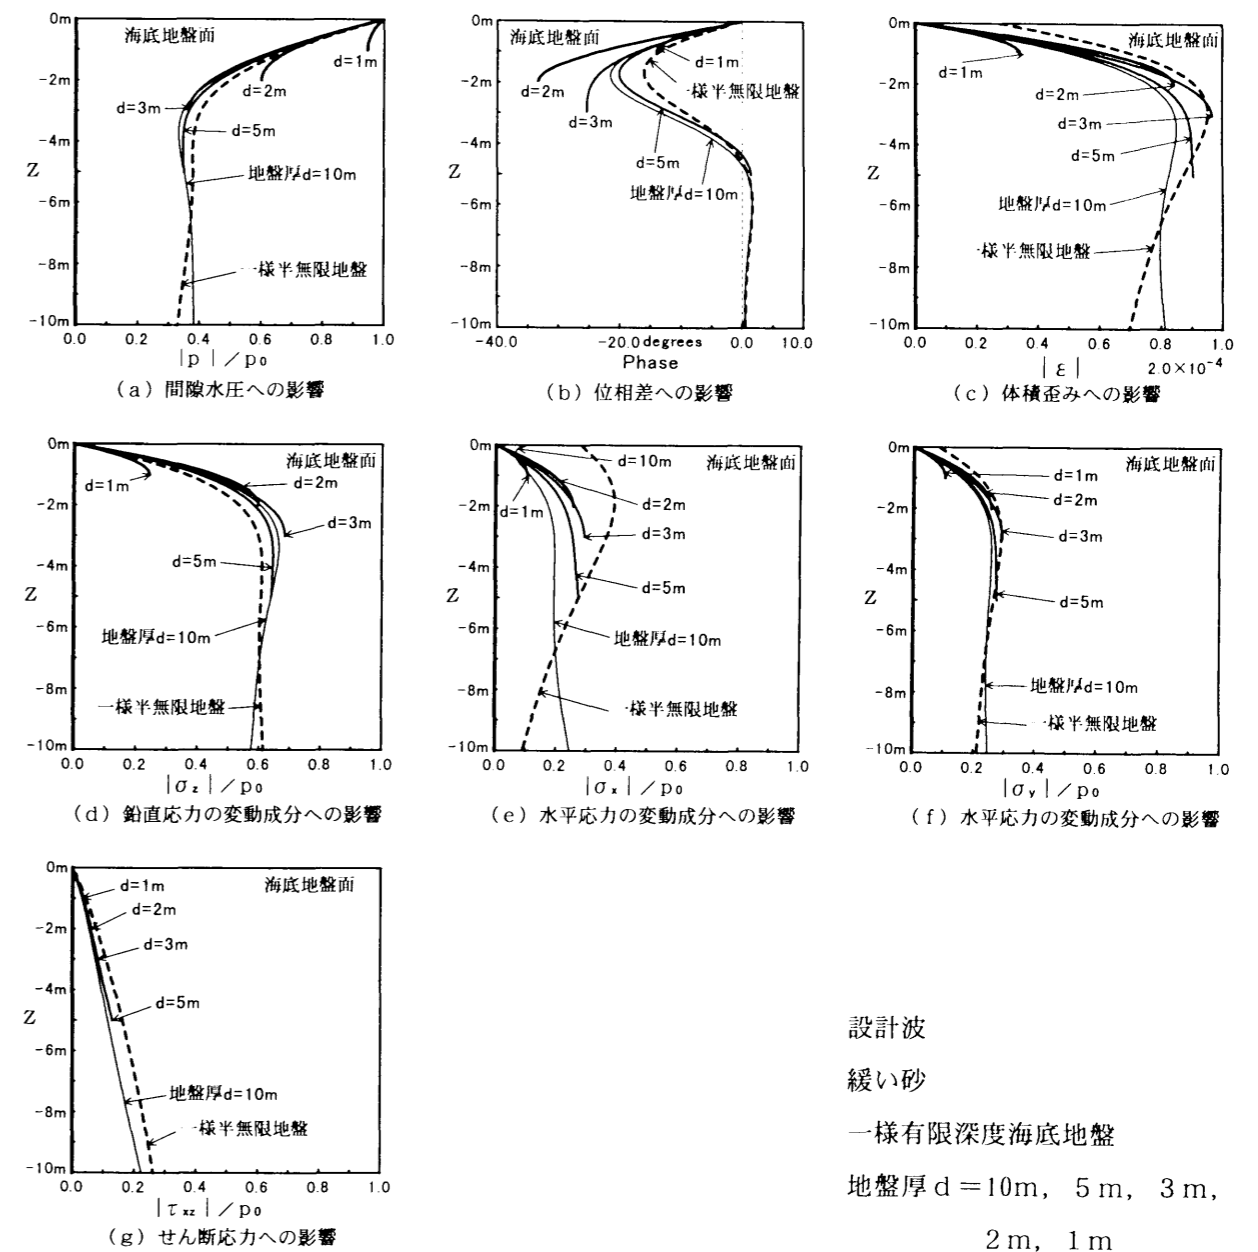 0m
-2m
-4m
-6m
-8m
-10m
Z
海底地盤面
d=1m
d=2m
d=3m
d=5m
地盤厚d=10m
一様半無限地盤
0.0 0.2 0.4 0.6 0.8 1.0
|p|/p₀
(a) 間隙水圧への影響
0m
-2m
-4m
-6m
-8m
-10m
Z
海底地盤面
d=1m
一様半無限地盤
d=2m
d=3m
d=5m
地盤厚d=10m
-40.0 -20.0 degrees 0.0 10.0
Phase
(b) 位相差への影響
0m
-2m
-4m
-6m
-8m
-10m
Z
海底地盤面
d=1m
d=2m
d=3m
d=5m
地盤厚d=10m
一様半無限地盤
0.0 0.2 0.4 0.6 0.8 1.0
|ε| 2.0×10⁻⁴
(c) 体積歪みへの影響
0m
-2m
-4m
-6m
-8m
-10m
Z
海底地盤面
d=1m
d=2m
d=3m
d=5m
地盤厚d=10m
一様半無限地盤
0.0 0.2 0.4 0.6 0.8 1.0
|σz|/p₀
(d) 鉛直応力の変動成分への影響
0m
-2m
-4m
-6m
-8m
-10m
Z
d=10m 海底地盤面
d=2m
d=1m
d=3m
d=5m
地盤厚d=10m
一様半無限地盤
0.0 0.2 0.4 0.6 0.8 1.0
|σx|/p₀
(e) 水平応力の変動成分への影響
0m
-2m
-4m
-6m
-8m
-10m
Z
海底地盤面
d=1m
d=2m
d=3m
d=5m
地盤厚d=10m
一様半無限地盤
0.0 0.2 0.4 0.6 0.8 1.0
|σy|/p₀
(f) 水平応力の変動成分への影響
0m
-2m
-4m
-6m
-8m
-10m
Z
海底地盤面
d=1m
d=2m
d=3m
d=5m
地盤厚d=10m
一様半無限地盤
0.0 0.2 0.4 0.6 0.8 1.0
|τxz|/p₀
(g) せん断応力への影響
設計波
緩い砂
一様有限深度海底地盤
地盤厚d=10m, 5m, 3m,
2m, 1m